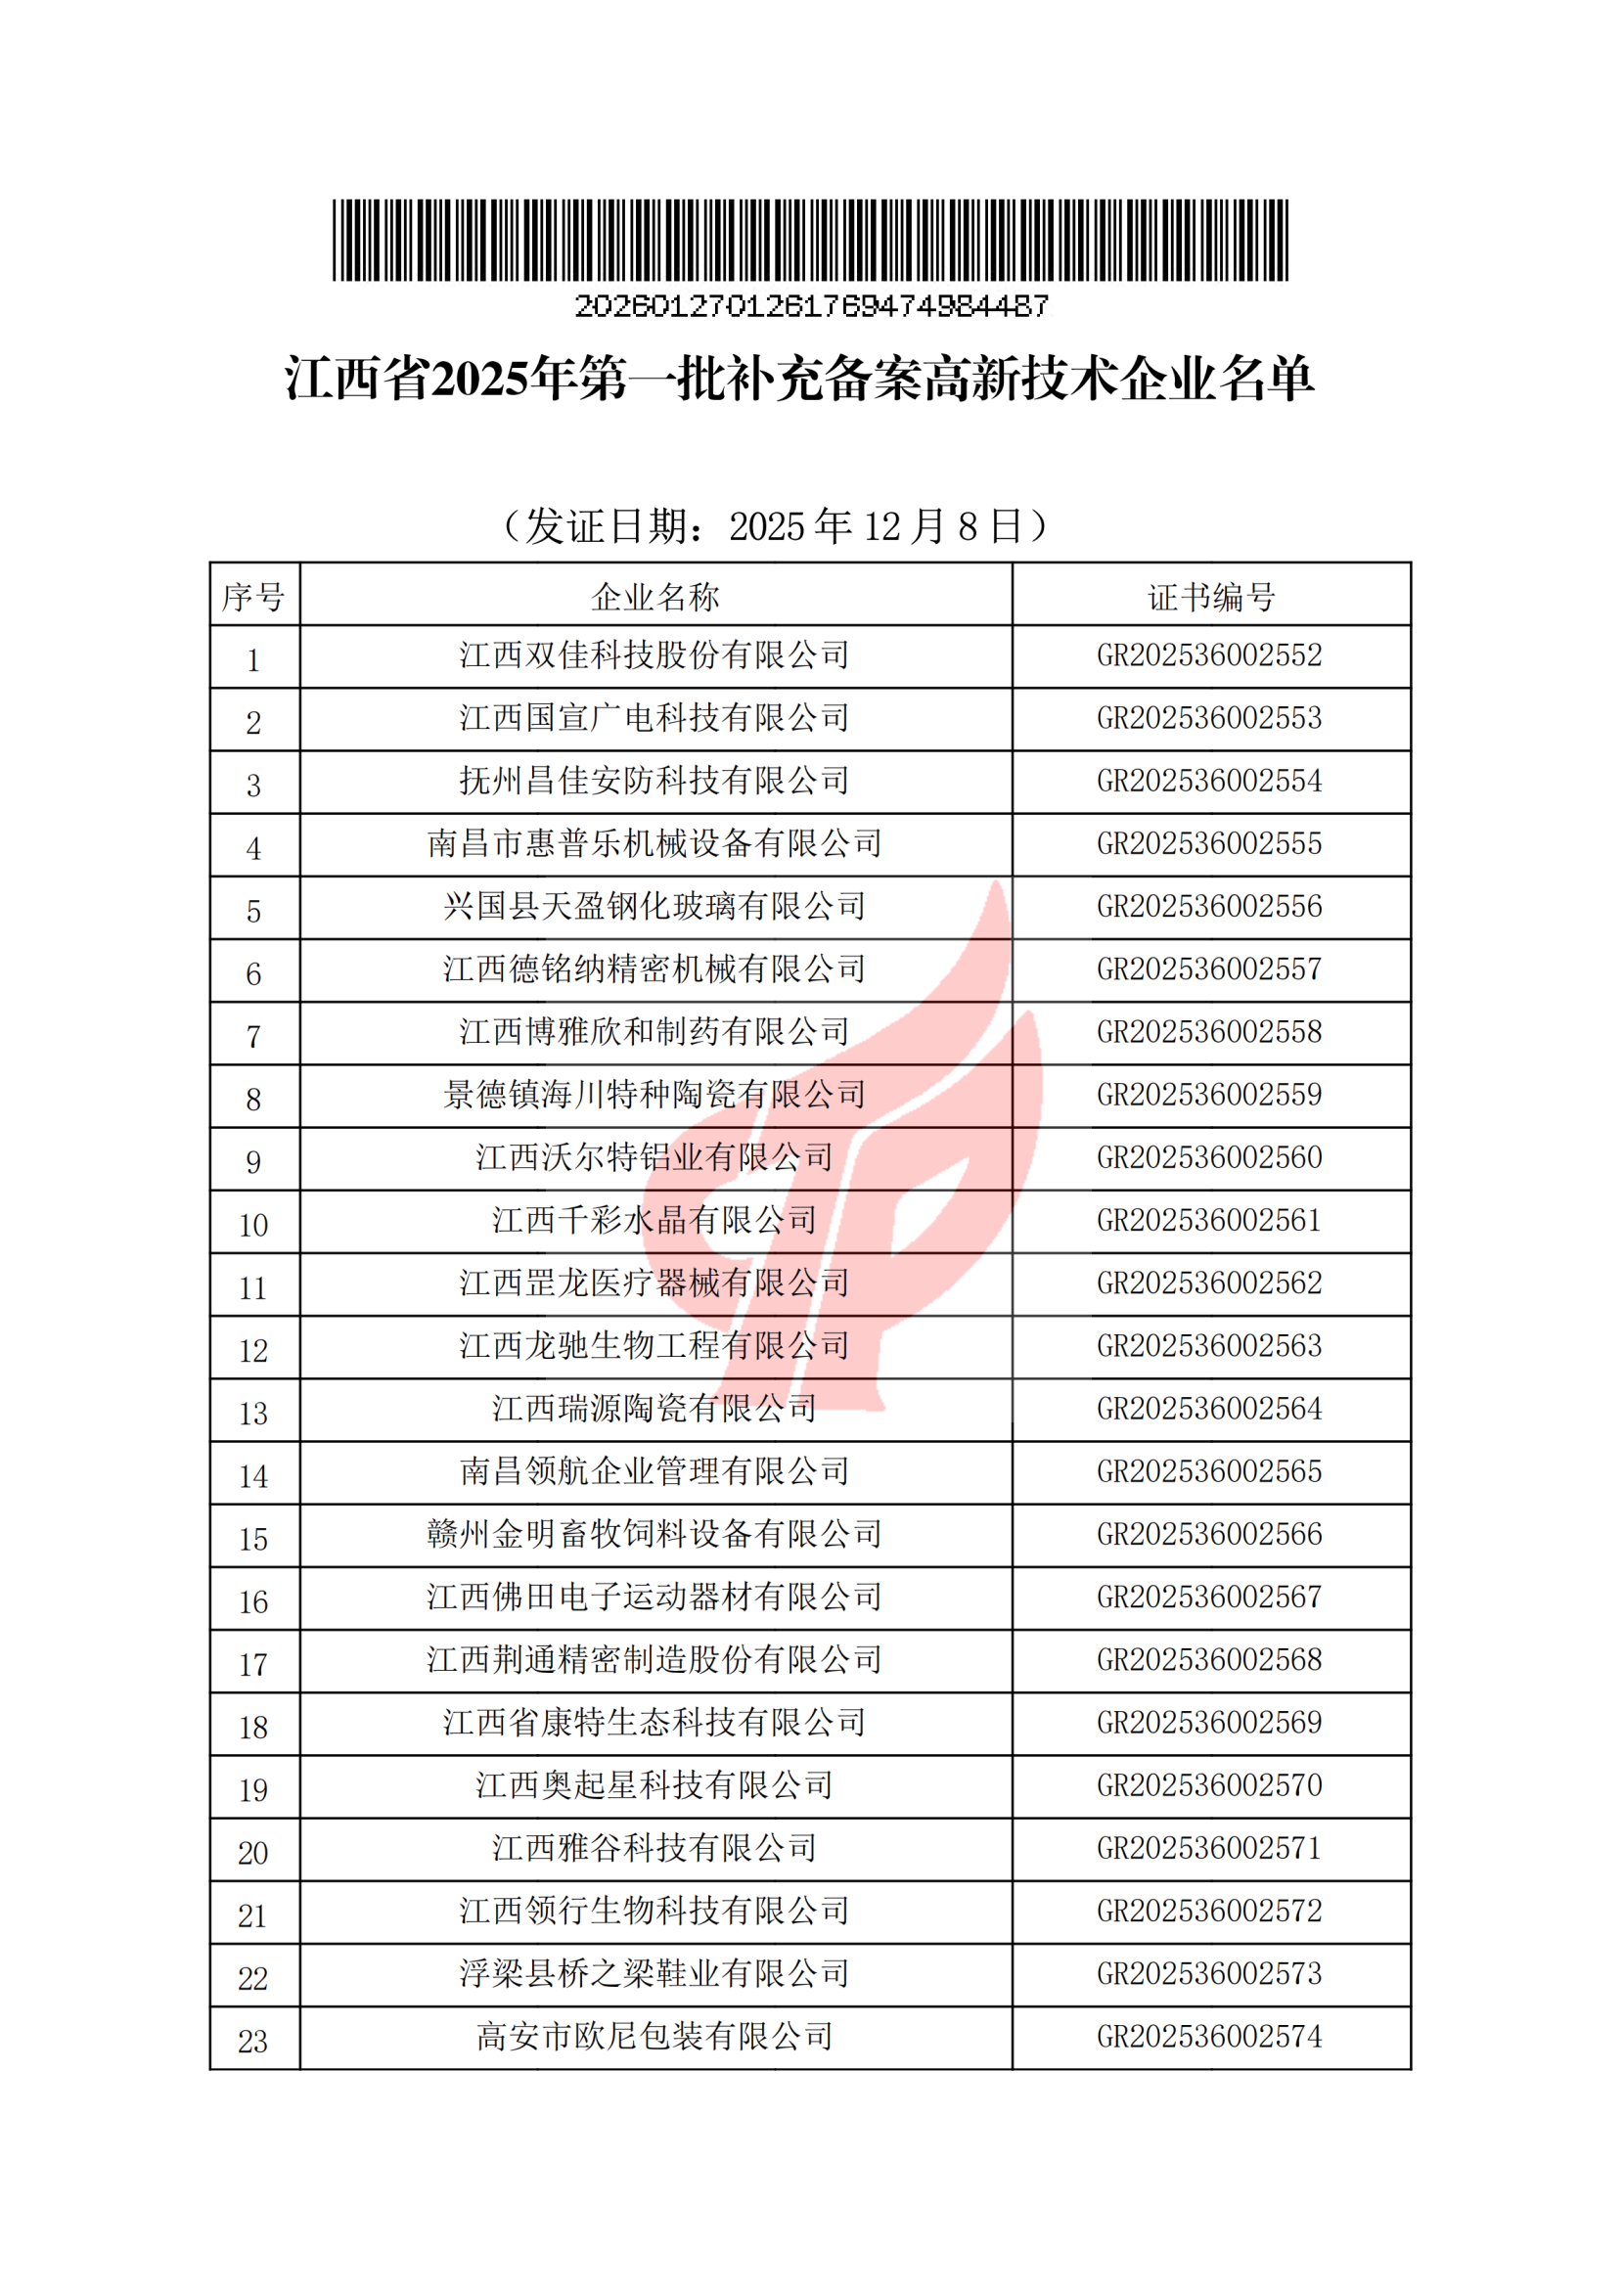 2026012701261769474984487
江西省2025年第一批补充备案高新技术企业名单
（发证日期：2025年12月8日）
序号 企业名称 证书编号
1 江西双佳科技股份有限公司 GR202536002552
2 江西国宣广电科技有限公司 GR202536002553
3 抚州昌佳安防科技有限公司 GR202536002554
4 南昌市惠普乐机械设备有限公司 GR202536002555
5 兴国县天盈钢化玻璃有限公司 GR202536002556
6 江西德铭纳精密机械有限公司 GR202536002557
7 江西博雅欣和制药有限公司 GR202536002558
8 景德镇海川特种陶瓷有限公司 GR202536002559
9 江西沃尔特铝业有限公司 GR202536002560
10 江西千彩水晶有限公司 GR202536002561
11 江西罡龙医疗器械有限公司 GR202536002562
12 江西龙驰生物工程有限公司 GR202536002563
13 江西瑞源陶瓷有限公司 GR202536002564
14 南昌领航企业管理有限公司 GR202536002565
15 赣州金明畜牧饲料设备有限公司 GR202536002566
16 江西佛田电子运动器材有限公司 GR202536002567
17 江西荆通精密制造股份有限公司 GR202536002568
18 江西省康特生态科技有限公司 GR202536002569
19 江西奥起星科技有限公司 GR202536002570
20 江西雅谷科技有限公司 GR202536002571
21 江西领行生物科技有限公司 GR202536002572
22 浮梁县桥之梁鞋业有限公司 GR202536002573
23 高安市欧尼包装有限公司 GR202536002574